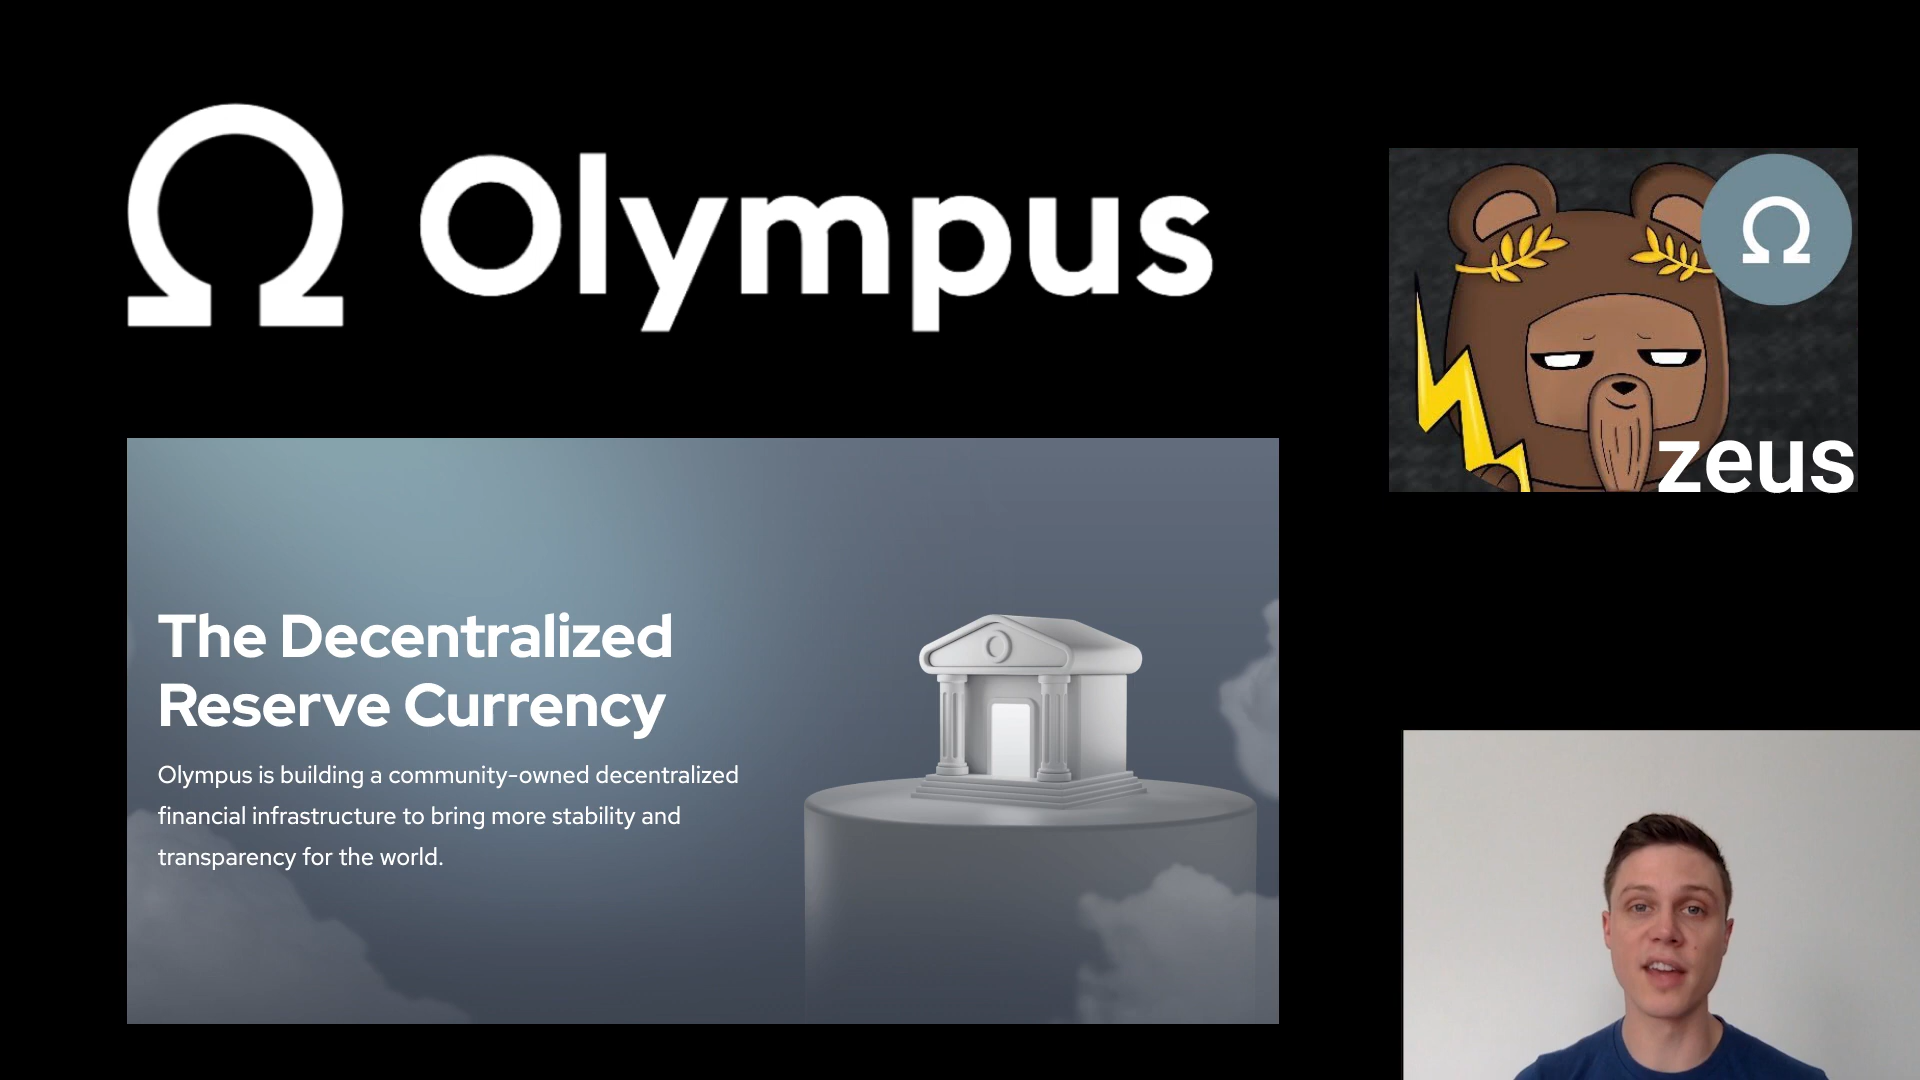 Ω Olympus
Ω
zeus
The Decentralized
Reserve Currency
Olympus is building a community-owned decentralized
financial infrastructure to bring more stability and
transparency for the world.